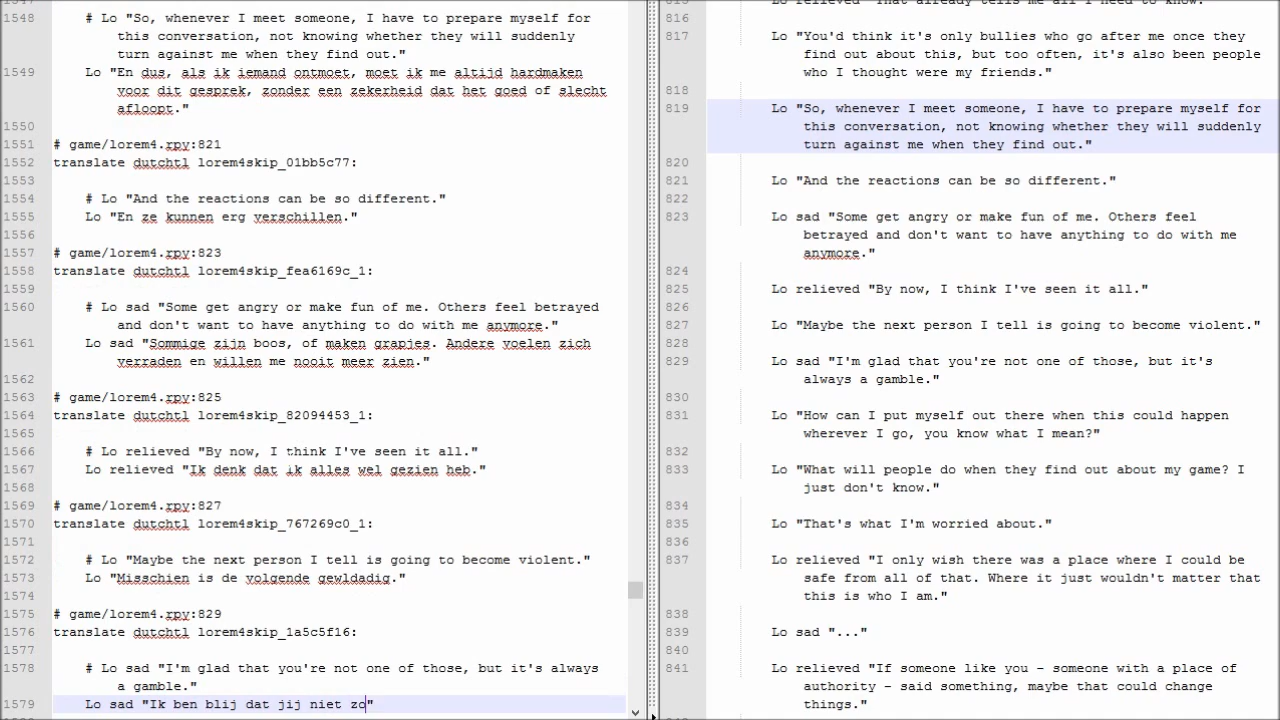 1547
1548 # Lo "So, whenever I meet someone, I have to prepare myself for
this conversation, not knowing whether they will suddenly
turn against me when they find out."
1549 Lo "En dus, als ik iemand ontmoet, moet ik me altijd hardmaken
voor dit gesprek, zonder een zekerheid dat het goed of slecht
afloopt."
1550
1551 # game/lorem4.rpy:821
1552 translate dutchtl lorem4skip_01bb5c77:
1553
1554 # Lo "And the reactions can be so different."
1555 Lo "En ze kunnen erg verschillen."
1556
1557 # game/lorem4.rpy:823
1558 translate dutchtl lorem4skip_fea6169c_1:
1559
1560 # Lo sad "Some get angry or make fun of me. Others feel betrayed
and don't want to have anything to do with me anymore."
1561 Lo sad "Sommige zijn boos, of maken grapjes. Andere voelen zich
verraden en willen me nooit meer zien."
1562
1563 # game/lorem4.rpy:825
1564 translate dutchtl lorem4skip_82094453_1:
1565
1566 # Lo relieved "By now, I think I've seen it all."
1567 Lo relieved "Ik denk dat ik alles wel gezien heb."
1568
1569 # game/lorem4.rpy:827
1570 translate dutchtl lorem4skip_767269c0_1:
1571
1572 # Lo "Maybe the next person I tell is going to become violent."
1573 Lo "Misschien is de volgende gewldadig."
1574
1575 # game/lorem4.rpy:829
1576 translate dutchtl lorem4skip_1a5c5f16:
1577
1578 # Lo sad "I'm glad that you're not one of those, but it's always
a gamble."
1579 Lo sad "Ik ben blij dat jij niet zo"
815 Lo relieved "That already tells me all I need to know."
816
817 Lo "You'd think it's only bullies who go after me once they
find out about this, but too often, it's also been people
who I thought were my friends."
818
819 Lo "So, whenever I meet someone, I have to prepare myself for
this conversation, not knowing whether they will suddenly
turn against me when they find out."
820
821 Lo "And the reactions can be so different."
822
823 Lo sad "Some get angry or make fun of me. Others feel
betrayed and don't want to have anything to do with me
anymore."
824
825 Lo relieved "By now, I think I've seen it all."
826
827 Lo "Maybe the next person I tell is going to become violent."
828
829 Lo sad "I'm glad that you're not one of those, but it's
always a gamble."
830
831 Lo "How can I put myself out there when this could happen
wherever I go, you know what I mean?"
832
833 Lo "What will people do when they find out about my game? I
just don't know."
834
835 Lo "That's what I'm worried about."
836
837 Lo relieved "I only wish there was a place where I could be
safe from all of that. Where it just wouldn't matter that
this is who I am."
838
839 Lo sad "..."
840
841 Lo relieved "If someone like you - someone with a place of
authority - said something, maybe that could change
things."